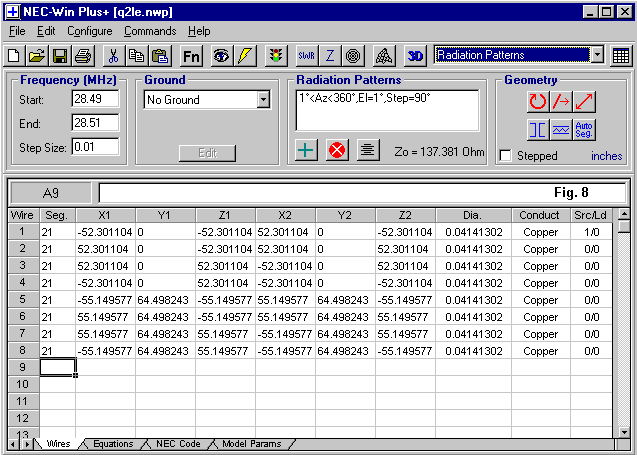 NEC-Win Plus+ [q2le.nwp]
File Edit Configure Commands Help
Fn SWR Z 3D Radiation Patterns
Frequency (MHz) Ground Radiation Patterns Geometry
Start: 28.49 No Ground 1°<Az<360°,El=1°,Step=90°
End: 28.51
Auto Seg.
Step Size: 0.01 Edit Zo = 137.381 Ohm Stepped inches
A9 Fig. 8
Wire Seg. X1 Y1 Z1 X2 Y2 Z2 Dia. Conduct Src/Ld
1 21 -52.301104 0 -52.301104 52.301104 0 -52.301104 0.04141302 Copper 1/0
2 21 52.301104 0 -52.301104 52.301104 0 52.301104 0.04141302 Copper 0/0
3 21 52.301104 0 52.301104 -52.301104 0 52.301104 0.04141302 Copper 0/0
4 21 -52.301104 0 52.301104 -52.301104 0 -52.301104 0.04141302 Copper 0/0
5 21 -55.149577 64.498243 -55.149577 55.149577 64.498243 -55.149577 0.04141302 Copper 0/0
6 21 55.149577 64.498243 -55.149577 55.149577 64.498243 55.149577 0.04141302 Copper 0/0
7 21 55.149577 64.498243 55.149577 -55.149577 64.498243 55.149577 0.04141302 Copper 0/0
8 21 -55.149577 64.498243 55.149577 -55.149577 64.498243 -55.149577 0.04141302 Copper 0/0
9
10
11
12
13
Wires Equations NEC Code Model Params